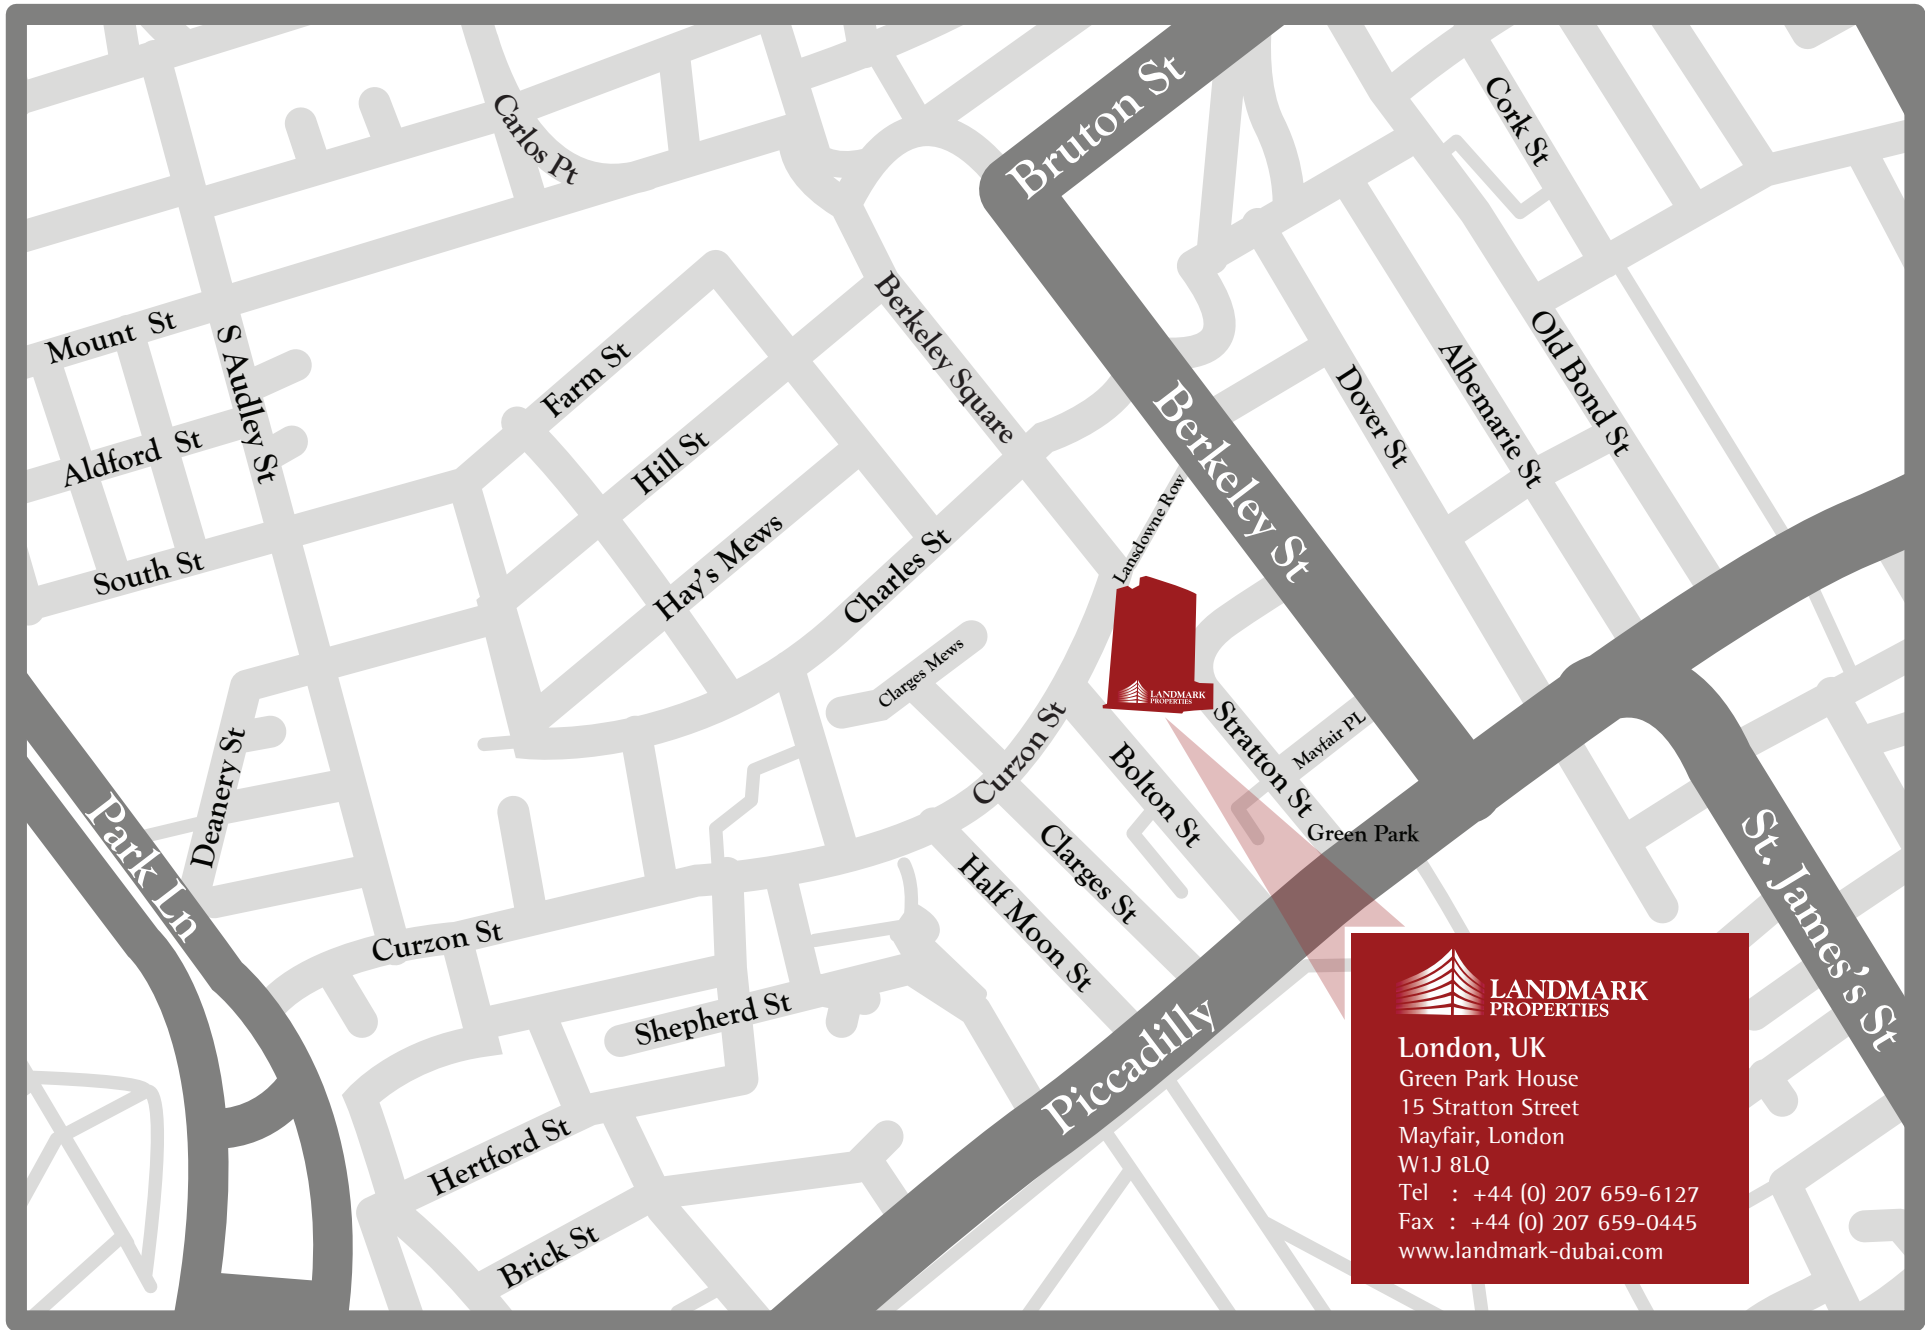 Bruton St
Cork St
Carlos Pt
Mount St
S Audley St
Farm St
Berkeley Square
Old Bond St
Albemarie St
Dover St
Berkeley St
Aldford St
Hill St
South St
Hay's Mews
Charles St
Lansdowne Row
Clarges Mews
LANDMARK
PROPERTIES
Curzon St
Stratton St
Mayfair PL
Bolton St
Green Park
Deanery St
Park Ln
Clarges St
Half Moon St
St. James's St
Curzon St
Shepherd St
Piccadilly
Hertford St
Brick St
LANDMARK
PROPERTIES
London, UK
Green Park House
15 Stratton Street
Mayfair, London
W1J 8LQ
Tel : +44 (0) 207 659-6127
Fax : +44 (0) 207 659-0445
www.landmark-dubai.com